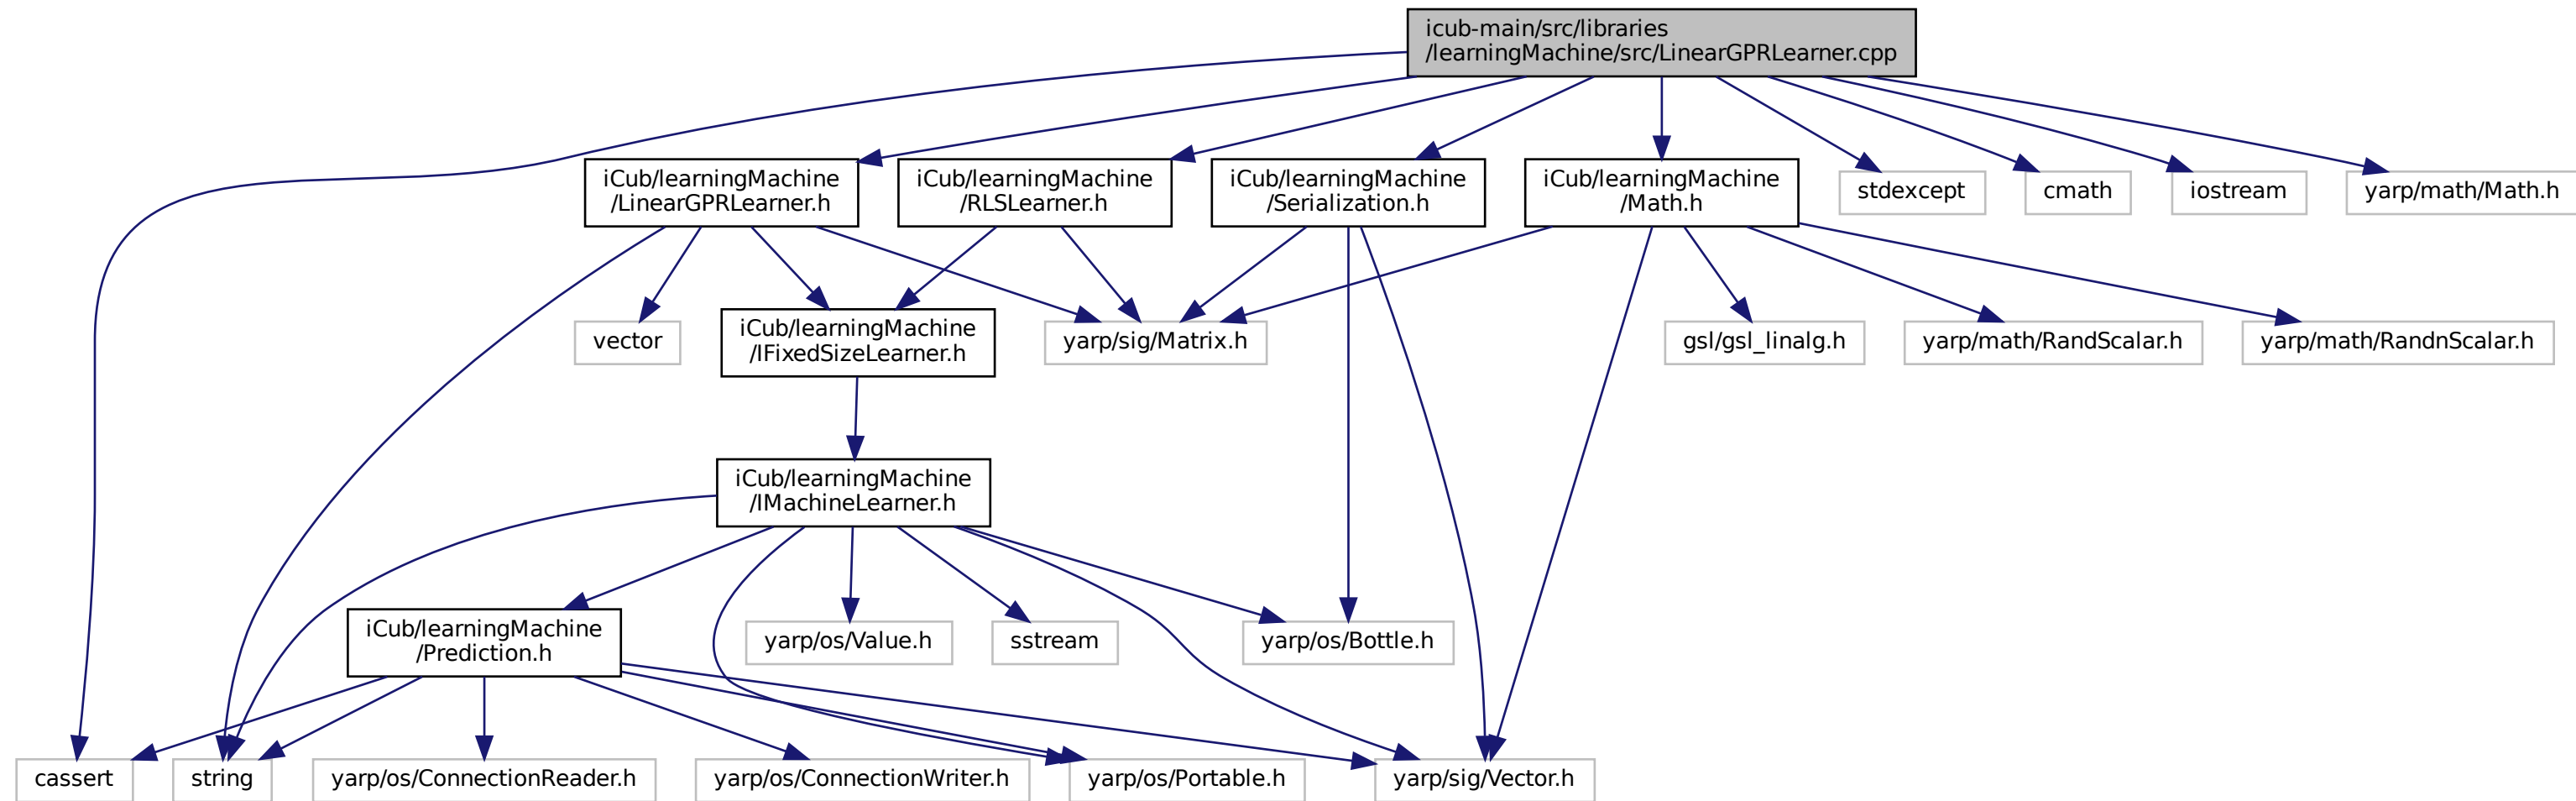 icub-main/src/libraries
/learningMachine/src/LinearGPRLearner.cpp
iCub/learningMachine
/LinearGPRLearner.h
iCub/learningMachine
/RLSLearner.h
iCub/learningMachine
/Serialization.h
iCub/learningMachine
/Math.h
stdexcept
cmath
iostream
yarp/math/Math.h
vector
iCub/learningMachine
/IFixedSizeLearner.h
yarp/sig/Matrix.h
gsl/gsl_linalg.h
yarp/math/RandScalar.h
yarp/math/RandnScalar.h
iCub/learningMachine
/IMachineLearner.h
iCub/learningMachine
/Prediction.h
yarp/os/Value.h
sstream
yarp/os/Bottle.h
cassert
string
yarp/os/ConnectionReader.h
yarp/os/ConnectionWriter.h
yarp/os/Portable.h
yarp/sig/Vector.h